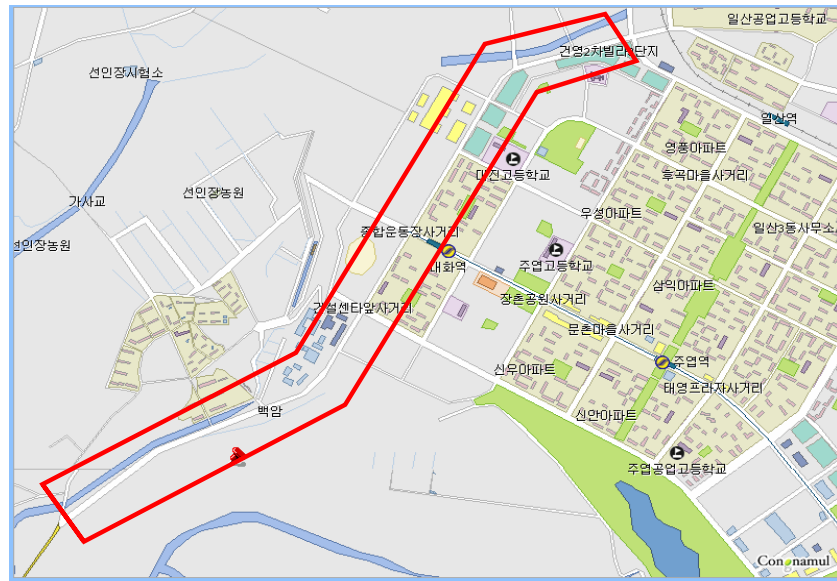 일산공업고등학교
건영2차빌라2단지
선인장시험소
일산역
영풍아파트
대진고등학교
후곡마을사거리
선인장농원
가사교
우성아파트
일산3동사무소
종합운동장사거리
선인장농원
대화역
주엽고등학교
삼익아파트
장촌공원사거리
건설센타앞사거리
문촌마을사거리
주엽역
신우아파트
태영프라자사거리
백암
신안아파트
주엽공업고등학교
Congnamul